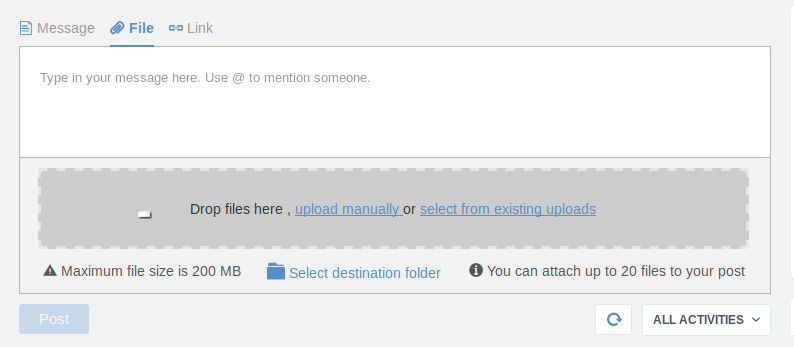 Message File Link
Type in your message here. Use @ to mention someone.
Drop files here , upload manually or select from existing uploads
Maximum file size is 200 MB Select destination folder You can attach up to 20 files to your post
Post ALL ACTIVITIES